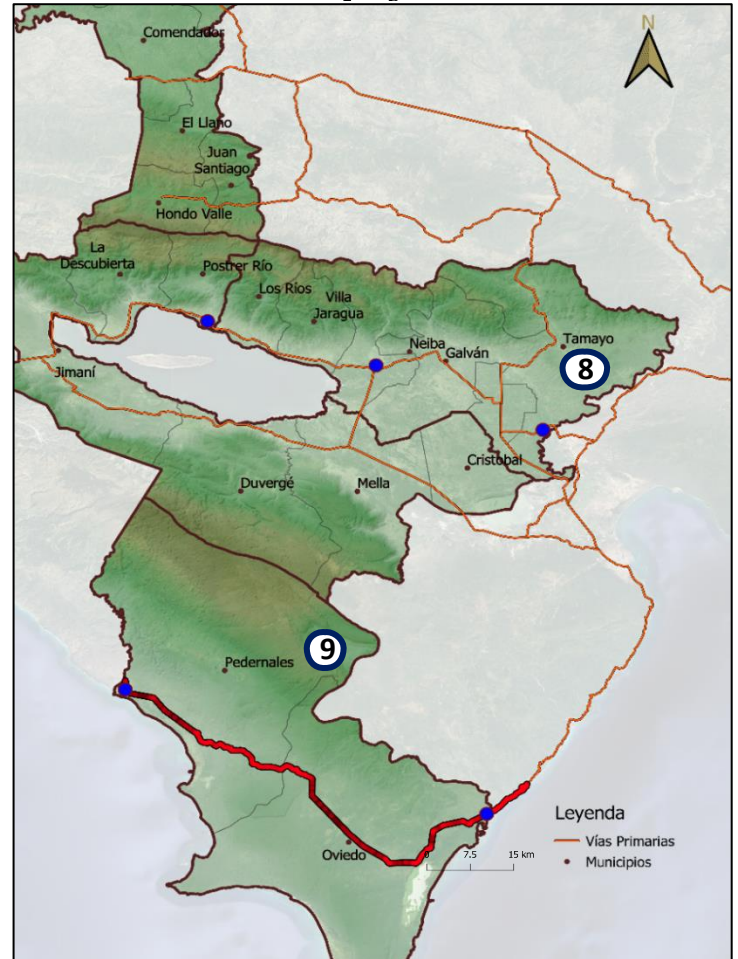 N
Comendador
El Llano
Juan
Santiago
Hondo Valle
La
Descubierta
Postrer Río
Los Ríos
Villa
Jaragua
Neiba
Galván
Tamayo
8
Jimaní
Cristobal
Duvergé
Mella
9
Pedernales
Oviedo
Leyenda
Vías Primarias
Municipios
0 7.5 15 km